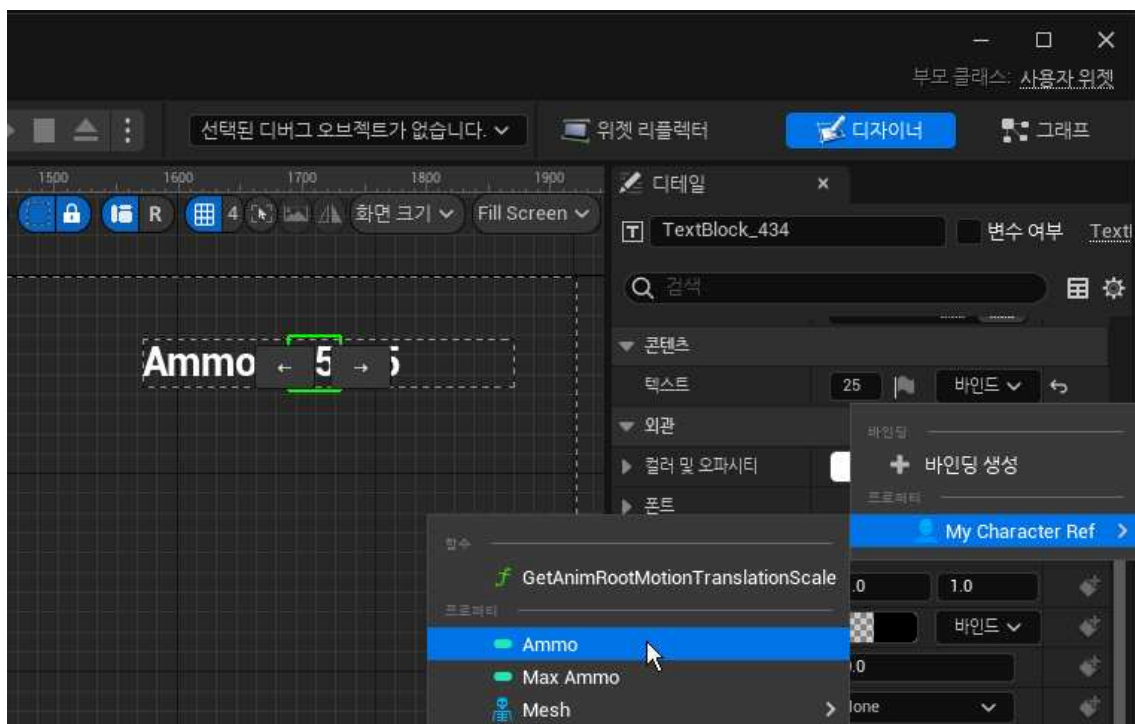 부모 클래스: 사용자 위젯
선택된 디버그 오브젝트가 없습니다.
위젯 리플렉터
디자이너
그래프
1500 1600 1700 1800 1900
R 4 화면 크기 Fill Screen
디테일
TextBlock_434
변수 여부
검색
콘텐츠
텍스트 25 바인드
외관
컬러 및 오파시티
폰트
Ammo ← 5 →
바인딩
바인딩 생성
프로퍼티
My Character Ref
함수
GetAnimRootMotionTranslationScale
프로퍼티
Ammo
Max Ammo
Mesh
.0 1.0
바인드